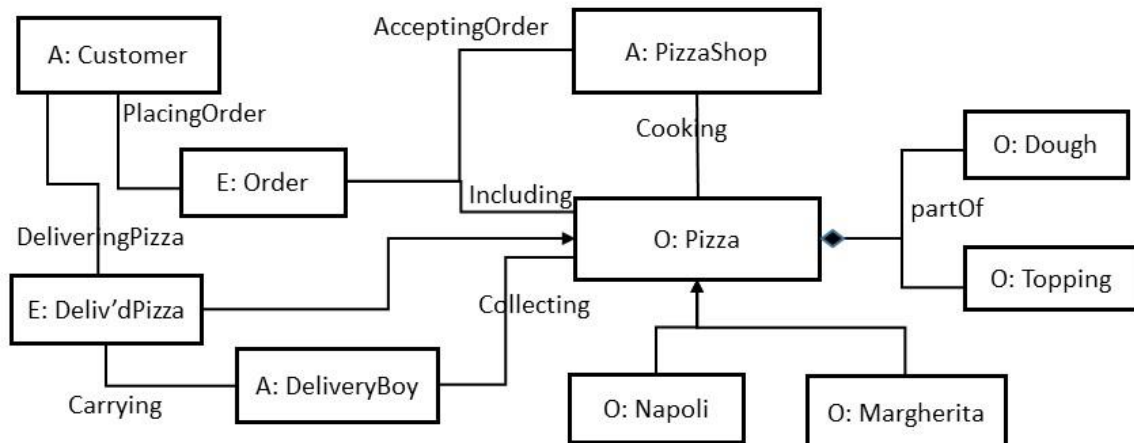 AcceptingOrder
A: Customer
A: PizzaShop
PlacingOrder
Cooking
O: Dough
E: Order
Including
partOf
DeliveringPizza
O: Pizza
O: Topping
E: Deliv’dPizza
Collecting
A: DeliveryBoy
Carrying
O: Napoli
O: Margherita